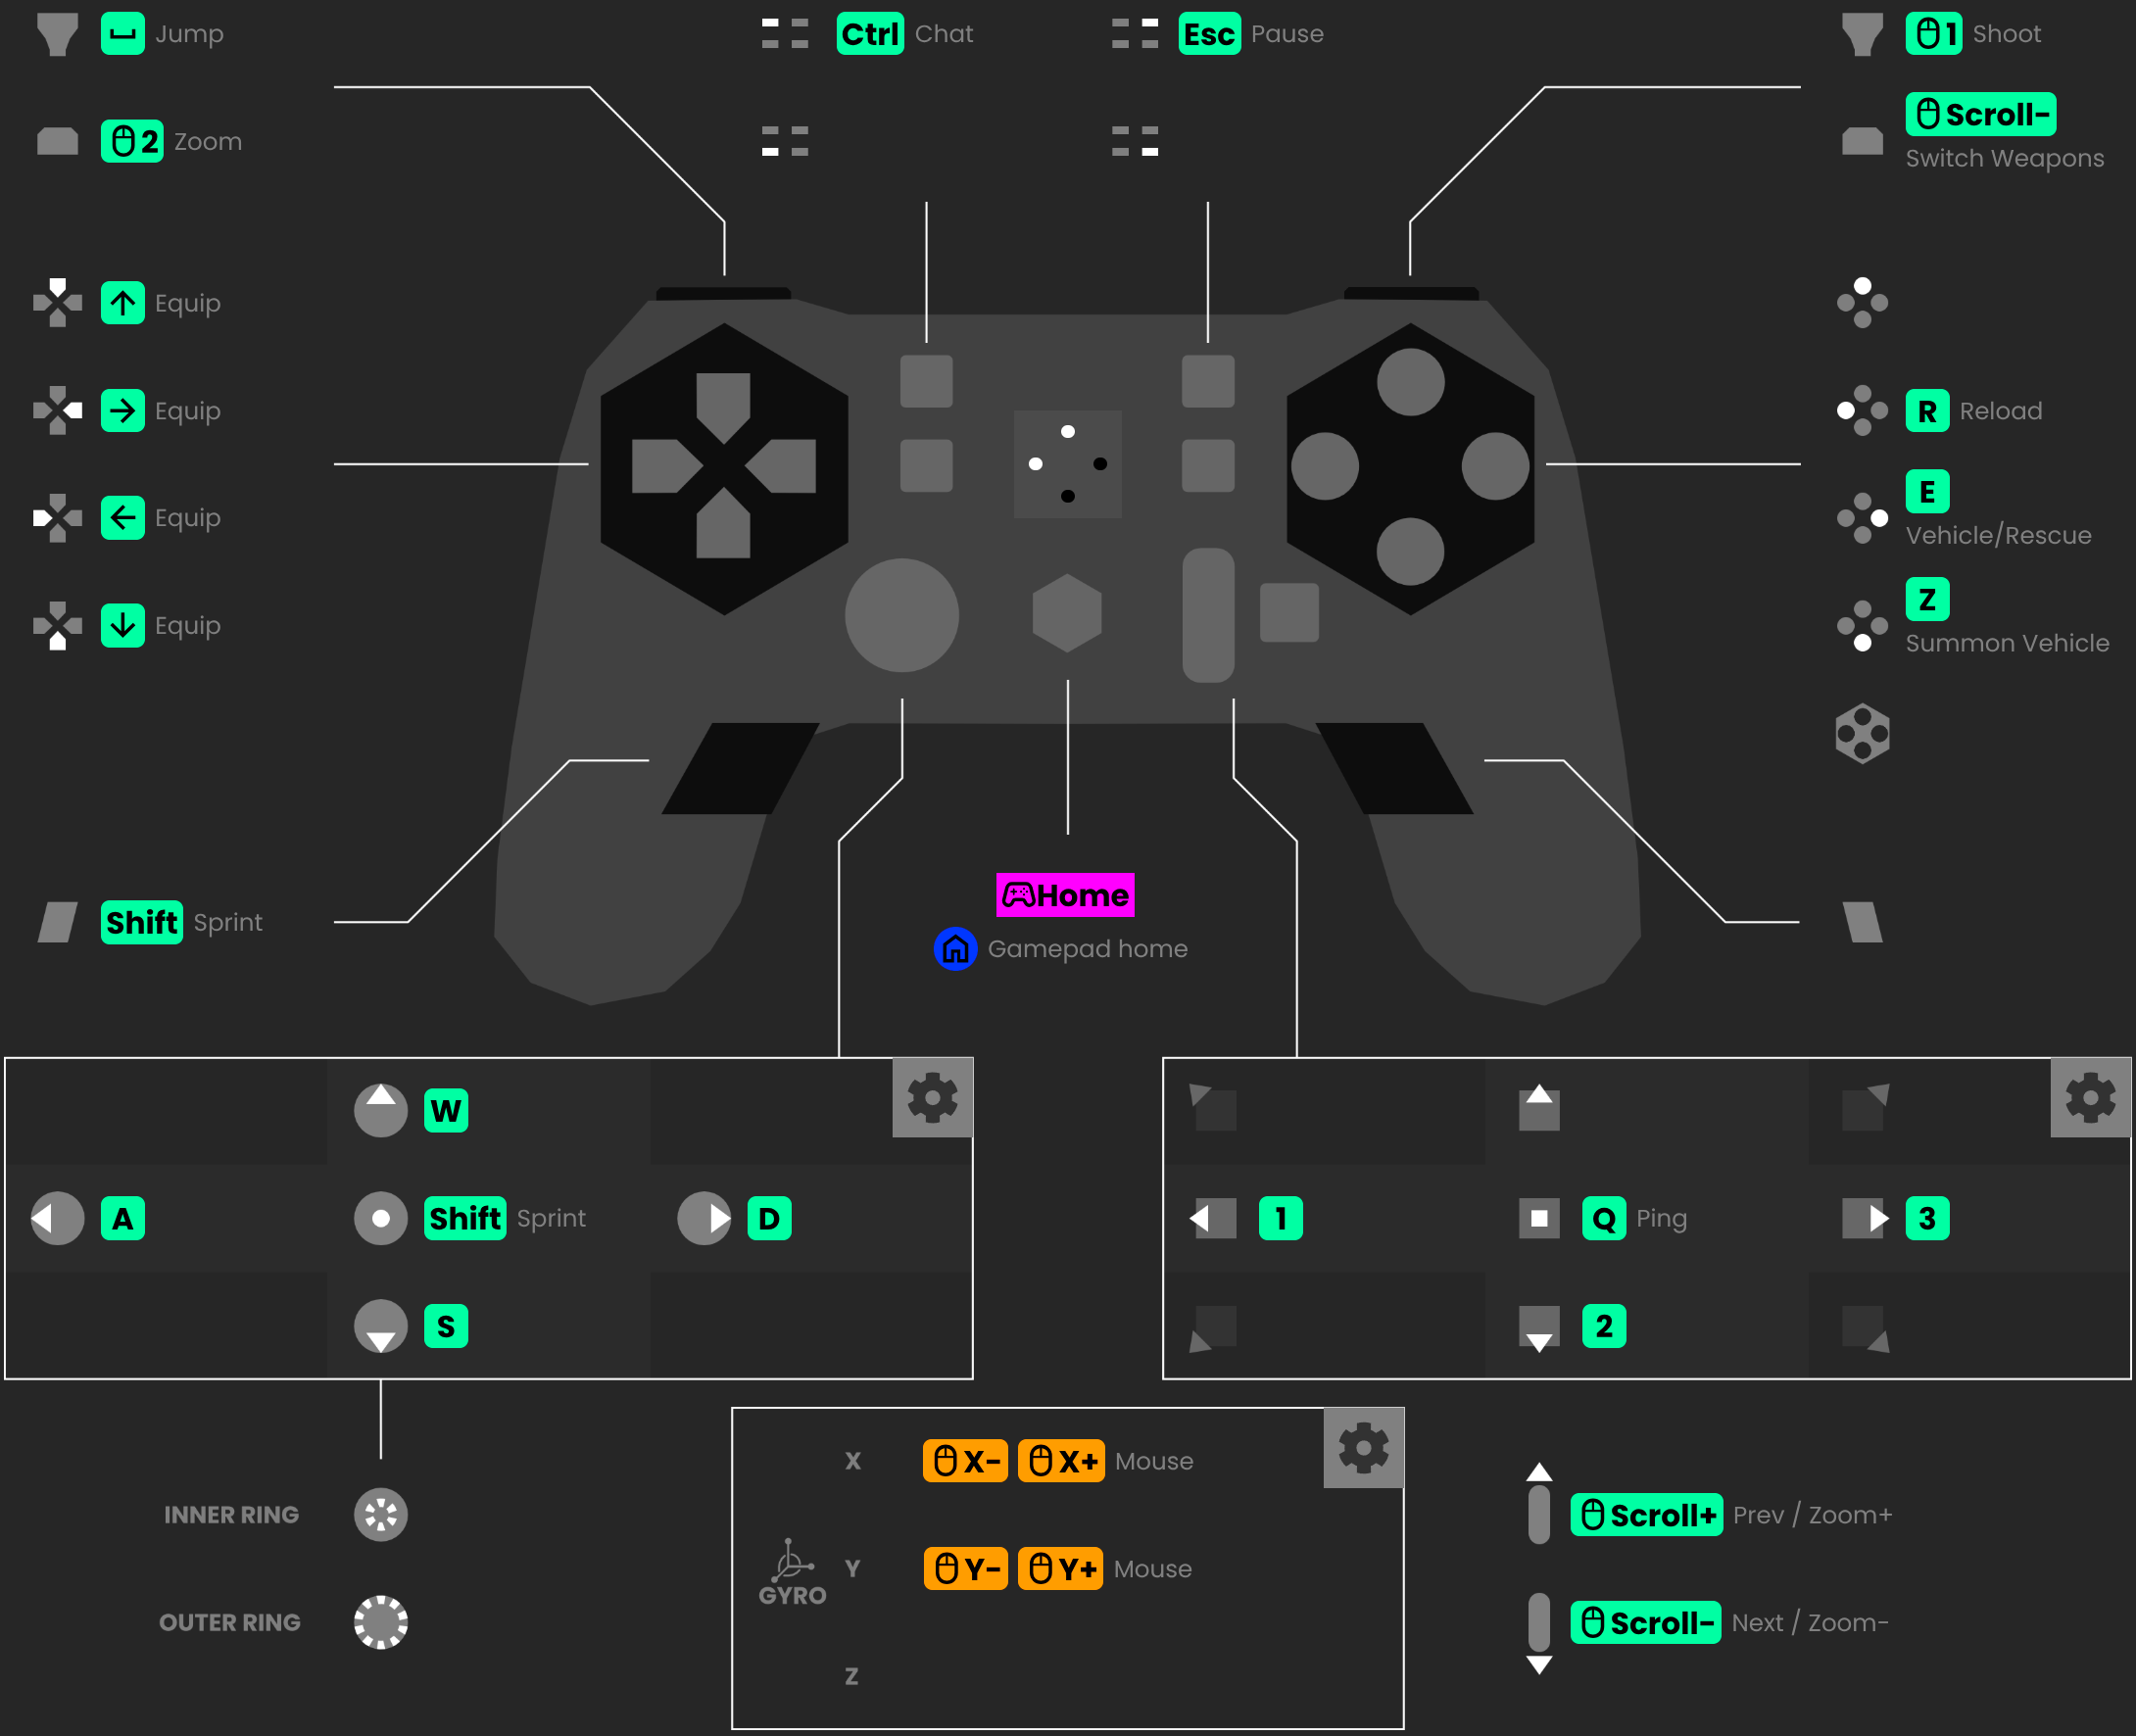 Jump
Ctrl Chat
Esc Pause
1 Shoot
2 Zoom
Scroll-
Switch Weapons
Equip
Equip
R Reload
Equip
E
Vehicle/Rescue
Equip
Z
Summon Vehicle
Shift Sprint
Home
Gamepad home
W
A
Shift Sprint
D
S
1
Q Ping
3
2
INNER RING
OUTER RING
X X- X+ Mouse
GYRO
Y Y- Y+ Mouse
Z
Scroll+ Prev / Zoom+
Scroll- Next / Zoom-